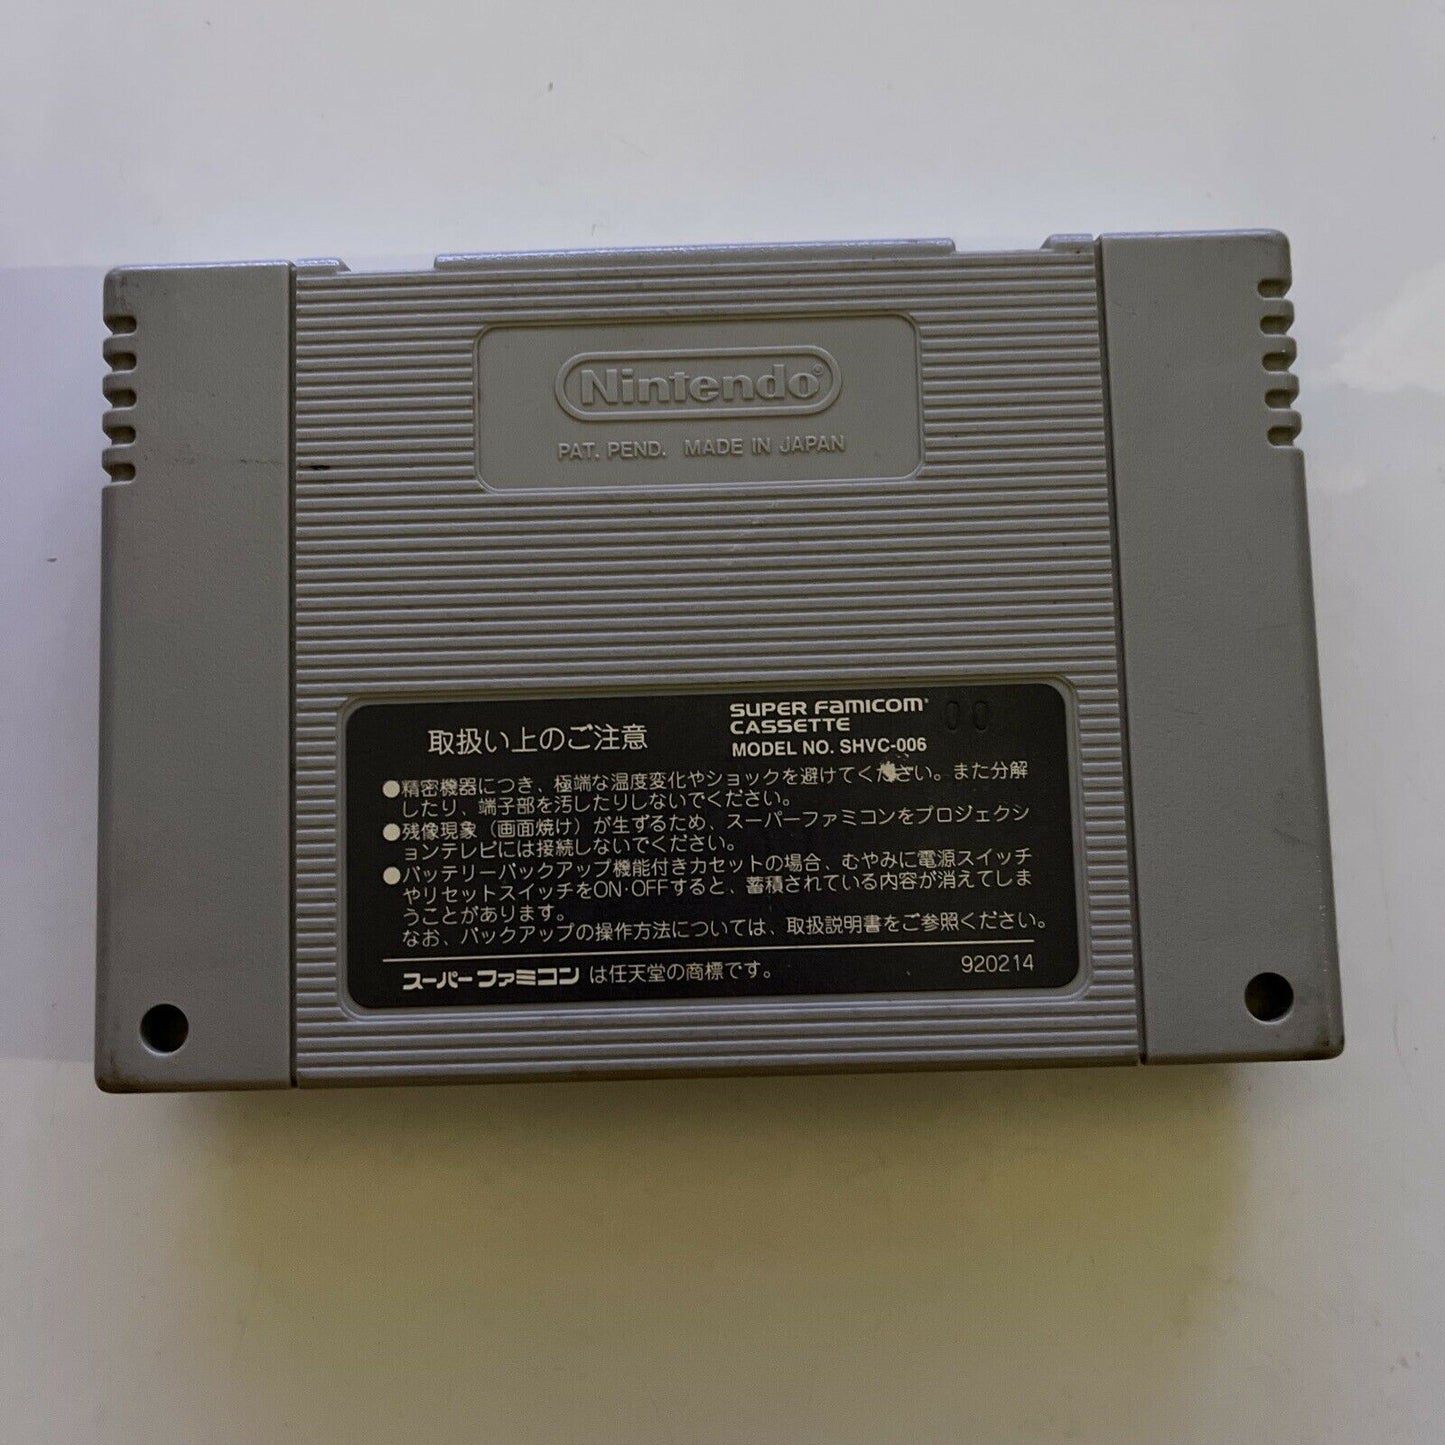 Nintendo®
PAT. PEND. MADE IN JAPAN
取扱い上のご注意
SUPER FAMICOM
CASSETTE
MODEL NO. SHVC-006
00
●精密機器につき、極端な温度変化やショックを避けてください。また分解
したり、端子部を汚したりしないでください。
●残像現象（画面焼け）が生ずるため、スーパーファミコンをプロジェクシ
ョンテレビには接続しないでください。
●バッテリーバックアップ機能付きカセットの場合、むやみに電源スイッチ
やリセットスイッチをON・OFFすると、蓄積されている内容が消えてしま
うことがあります。
なお、バックアップの操作方法については、取扱説明書をご参照ください。
スーパーファミコン は任天堂の商標です。
920214